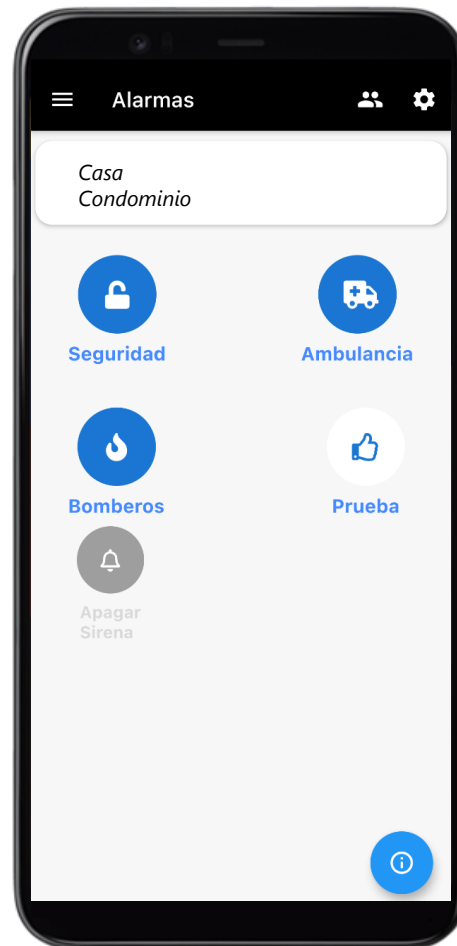 Alarmas
Casa
Condominio
Seguridad
Ambulancia
Bomberos
Prueba
Apagar
Sirena